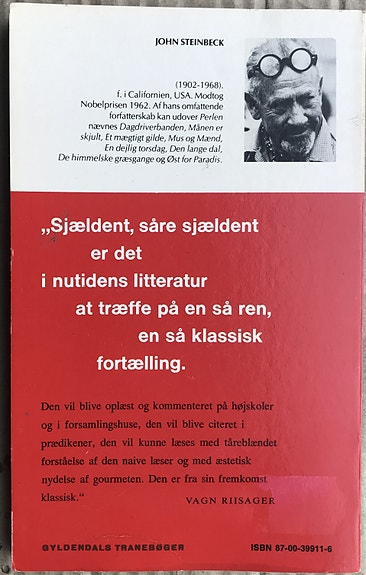 JOHN STEINBECK
(1902-1968).
f. i Californien, USA. Modtog
Nobelprisen 1962. Af hans omfattende
forfatterskab kan udover Perlen
nævnes Dagdriverbanden, Månen er
skjult, Et mægtigt gilde, Mus og Mænd,
En dejlig torsdag, Den lange dal,
De himmelske græsgange og Øst for Paradis.
„Sjældent, såre sjældent
er det
i nutidens litteratur
at træffe på en så ren,
en så klassisk
fortælling.
Den vil blive oplæst og kommenteret på højskoler
og i forsamlingshuse, den vil blive citeret i
prædikener, den vil kunne læses med tåreblændet
forståelse af den naive læser og med æstetisk
nydelse af gourmeten. Den er fra sin fremkomst
klassisk.“
VAGN RIISAGER
GYLDENDALS TRANEBØGER
ISBN 87-00-39911-6